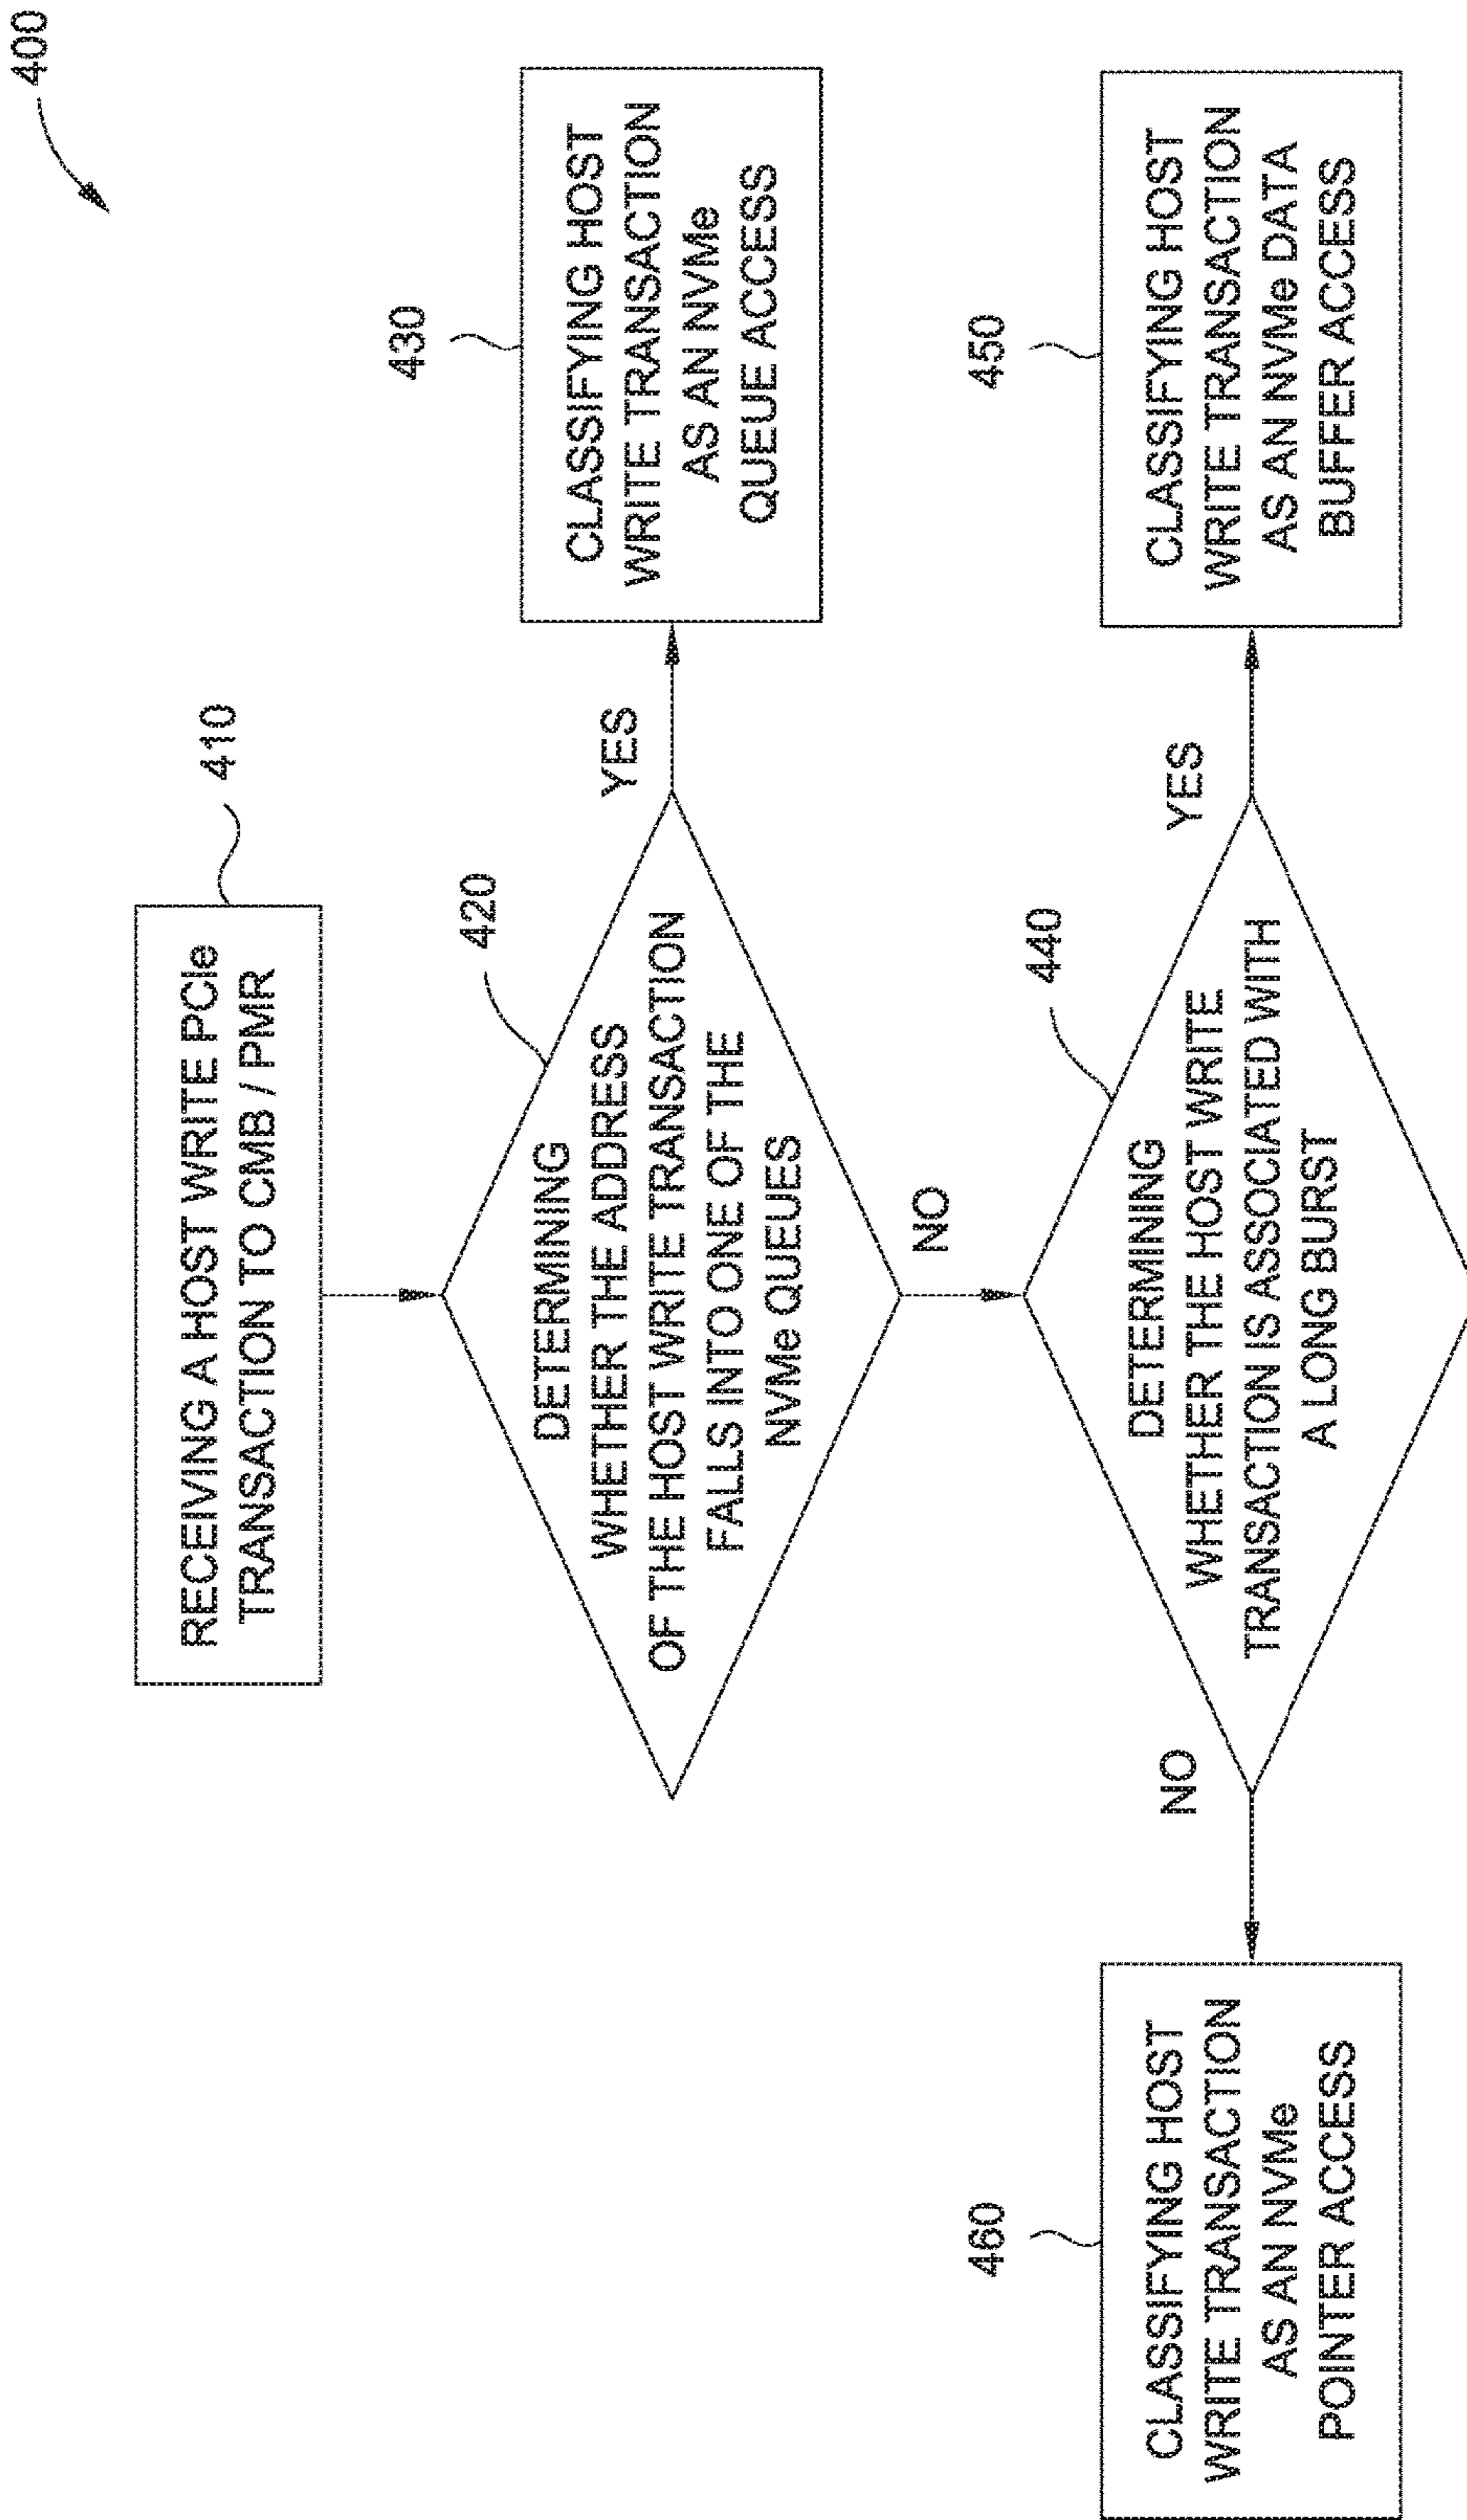 400
410
RECEIVING A HOST WRITE PCIe
TRANSACTION TO CMB / PMR
420
DETERMINING
WHETHER THE ADDRESS
OF THE HOST WRITE TRANSACTION
FALLS INTO ONE OF THE
NVMe QUEUES
YES
430
CLASSIFYING HOST
WRITE TRANSACTION
AS AN NVMe
QUEUE ACCESS
NO
440
DETERMINING
WHETHER THE HOST WRITE
TRANSACTION IS ASSOCIATED WITH
A LONG BURST
YES
450
CLASSIFYING HOST
WRITE TRANSACTION
AS AN NVMe DATA
BUFFER ACCESS
NO
460
CLASSIFYING HOST
WRITE TRANSACTION
AS AN NVMe
POINTER ACCESS